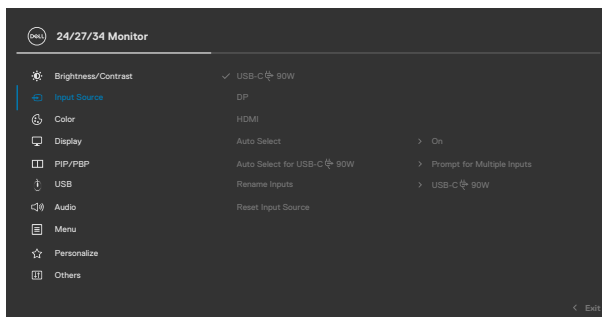 DELL 24/27/34 Monitor
Brightness/Contrast USB-C 90W
Input Source DP
Color HDMI
Display Auto Select On
PIP/PBP Auto Select for USB-C 90W Prompt for Multiple Inputs
USB Rename Inputs USB-C 90W
Audio Reset Input Source
Menu
Personalize
Others
Exit